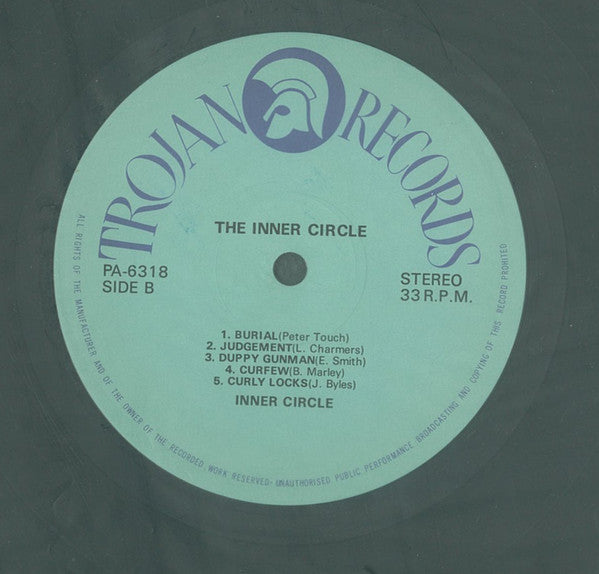 TROJAN RECORDS
THE INNER CIRCLE
PA-6318
SIDE B
STEREO
33 R.P.M.
1. BURIAL(Peter Touch)
2. JUDGEMENT(L. Charmers)
3. DUPPY GUNMAN(E. Smith)
4. CURFEW(B. Marley)
5. CURLY LOCKS(J. Byles)
INNER CIRCLE
ALL RIGHTS OF THE MANUFACTURER AND OF THE OWNER OF THE RECORDED WORK RESERVED- UNAUTHORISED PUBLIC PERFORMANCE, BROADCASTING AND COPYING OF THIS RECORD PROHIBITED